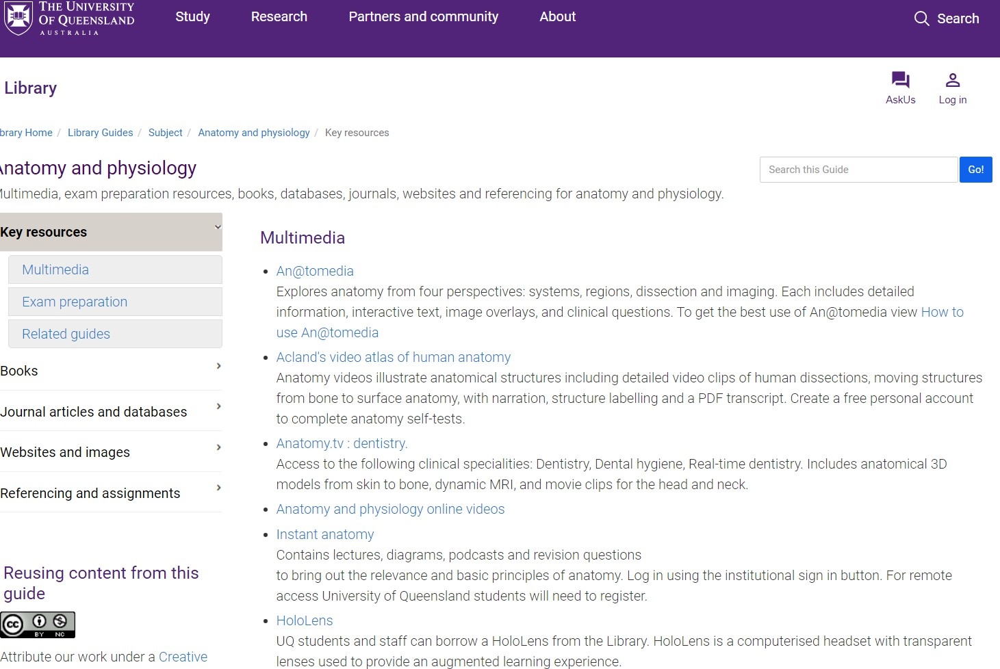 THE UNIVERSITY
OF QUEENSLAND
AUSTRALIA
Study Research Partners and community About
Search
Library
AskUs
Log in
brary Home / Library Guides / Subject / Anatomy and physiology / Key resources
Anatomy and physiology
Search this Guide
Go!
Multimedia, exam preparation resources, books, databases, journals, websites and referencing for anatomy and physiology.
Key resources
Multimedia
Exam preparation
Related guides
Books
Journal articles and databases
Websites and images
Referencing and assignments
Reusing content from this
guide
CC BY NC
Attribute our work under a Creative
Multimedia
An@tomedia
Explores anatomy from four perspectives: systems, regions, dissection and imaging. Each includes detailed
information, interactive text, image overlays, and clinical questions. To get the best use of An@tomedia view How to
use An@tomedia
Acland's video atlas of human anatomy
Anatomy videos illustrate anatomical structures including detailed video clips of human dissections, moving structures
from bone to surface anatomy, with narration, structure labelling and a PDF transcript. Create a free personal account
to complete anatomy self-tests.
Anatomy.tv : dentistry.
Access to the following clinical specialities: Dentistry, Dental hygiene, Real-time dentistry. Includes anatomical 3D
models from skin to bone, dynamic MRI, and movie clips for the head and neck.
Anatomy and physiology online videos
Instant anatomy
Contains lectures, diagrams, podcasts and revision questions
to bring out the relevance and basic principles of anatomy. Log in using the institutional sign in button. For remote
access University of Queensland students will need to register.
HoloLens
UQ students and staff can borrow a HoloLens from the Library. HoloLens is a computerised headset with transparent
lenses used to provide an augmented learning experience.